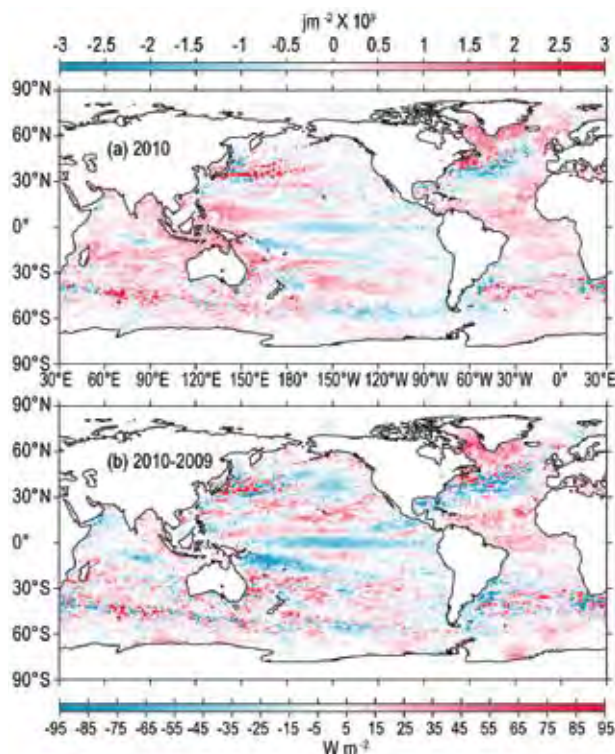 jm⁻² X 10⁹
-3 -2.5 -2 -1.5 -1 -0.5 0 0.5 1 1.5 2 2.5 3
90°N
60°N
(a) 2010
30°N
0°
30°S
60°S
90°S
30°E 60°E 90°E 120°E 150°E 180° 150°W 120°W 90°W 60°W 30°W 0° 30°E
90°N
60°N
(b) 2010-2009
30°N
0°
30°S
60°S
90°S
-95 -85 -75 -65 -55 -45 -35 -25 -15 -5 5 15 25 35 45 55 65 75 85 95
W m⁻²